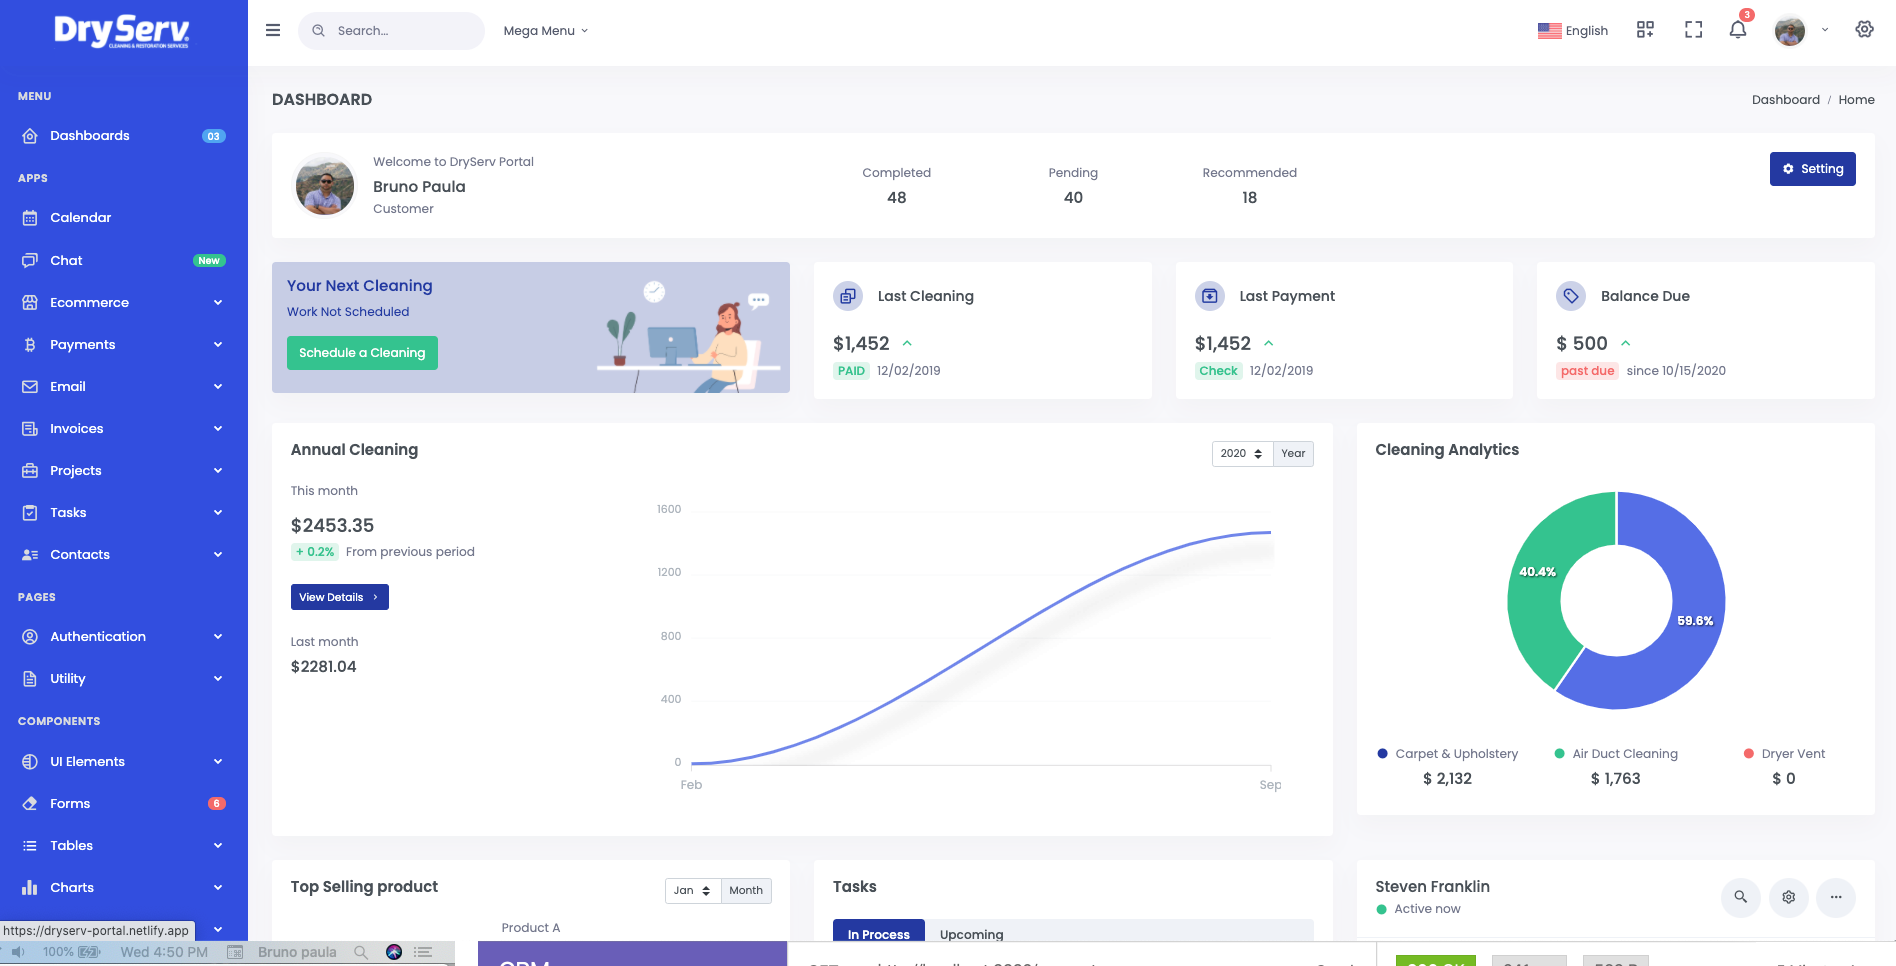 DryServ.
CLEANING & RESTORATION SERVICES
Search...
Mega Menu
English
3
MENU
Dashboards
03
APPS
Calendar
Chat
New
Ecommerce
Payments
Email
Invoices
Projects
Tasks
Contacts
PAGES
Authentication
Utility
COMPONENTS
UI Elements
Forms
6
Tables
Charts
https://dryserv-portal.netlify.app
100%
Wed 4:50 PM
Bruno paula
DASHBOARD
Dashboard / Home
Welcome to DryServ Portal
Bruno Paula
Customer
Completed
48
Pending
40
Recommended
18
Setting
Your Next Cleaning
Work Not Scheduled
Schedule a Cleaning
Last Cleaning
$1,452
PAID 12/02/2019
Last Payment
$1,452
Check 12/02/2019
Balance Due
$ 500
past due since 10/15/2020
Annual Cleaning
2020
Year
This month
$2453.35
+ 0.2% From previous period
View Details
Last month
$2281.04
1600
1200
800
400
0
Feb
Sep
Cleaning Analytics
40.4%
59.6%
Carpet & Upholstery
$ 2,132
Air Duct Cleaning
$ 1,763
Dryer Vent
$ 0
Top Selling product
Jan
Month
Product A
Tasks
In Process
Upcoming
Steven Franklin
Active now